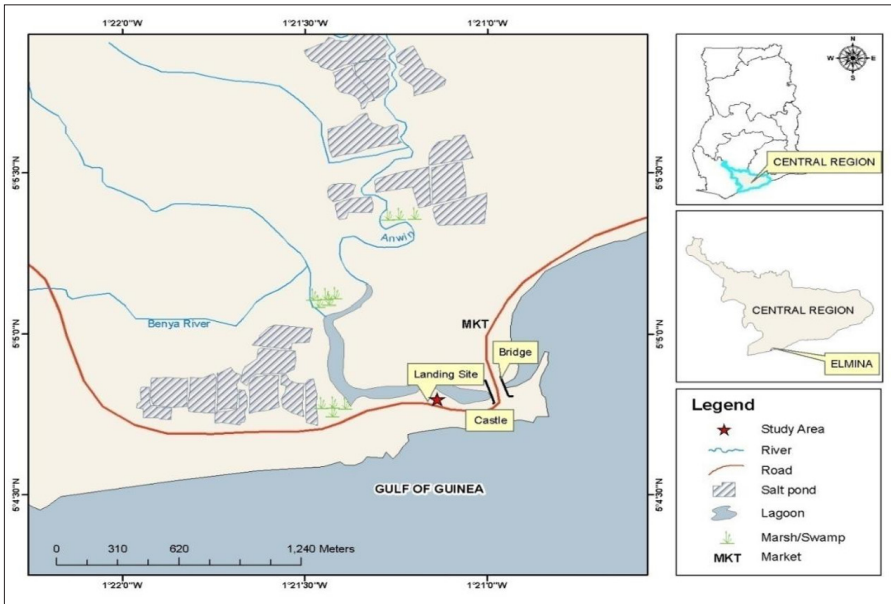 1°22'0"W 1°21'30"W 1°21'0"W
N
W E
S
CENTRAL REGION
5°5'30"N
5°5'30"N
Anwin
CENTRAL REGION
ELMINA
MKT
5°5'0"N
5°5'0"N
Benya River
Bridge
Landing Site
Castle
GULF OF GUINEA
5°4'30"N
5°4'30"N
0 310 620 1,240 Meters
1°22'0"W 1°21'30"W 1°21'0"W
Legend
Study Area
River
Road
Salt pond
Lagoon
Marsh/Swamp
MKT Market